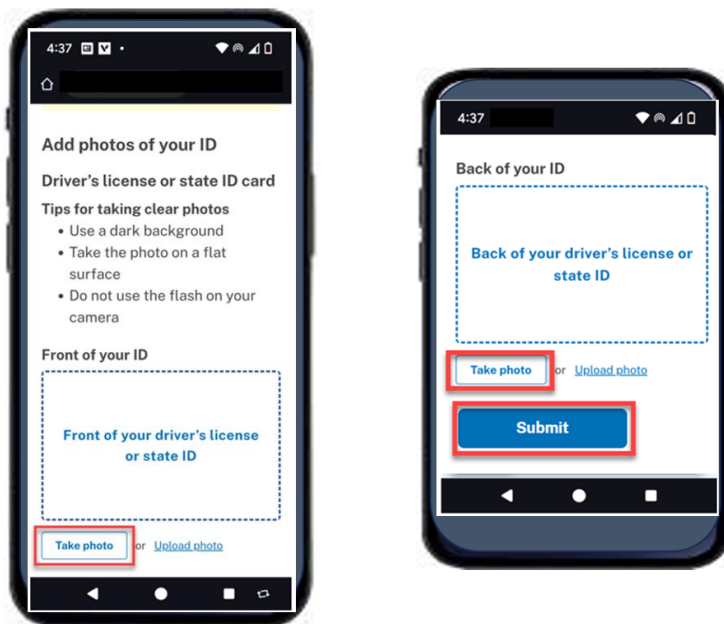 4:37
Add photos of your ID
Driver's license or state ID card
Tips for taking clear photos
• Use a dark background
• Take the photo on a flat
surface
• Do not use the flash on your
camera
Front of your ID
Front of your driver's license
or state ID
Take photo or Upload photo
4:37
Back of your ID
Back of your driver's license or
state ID
Take photo or Upload photo
Submit